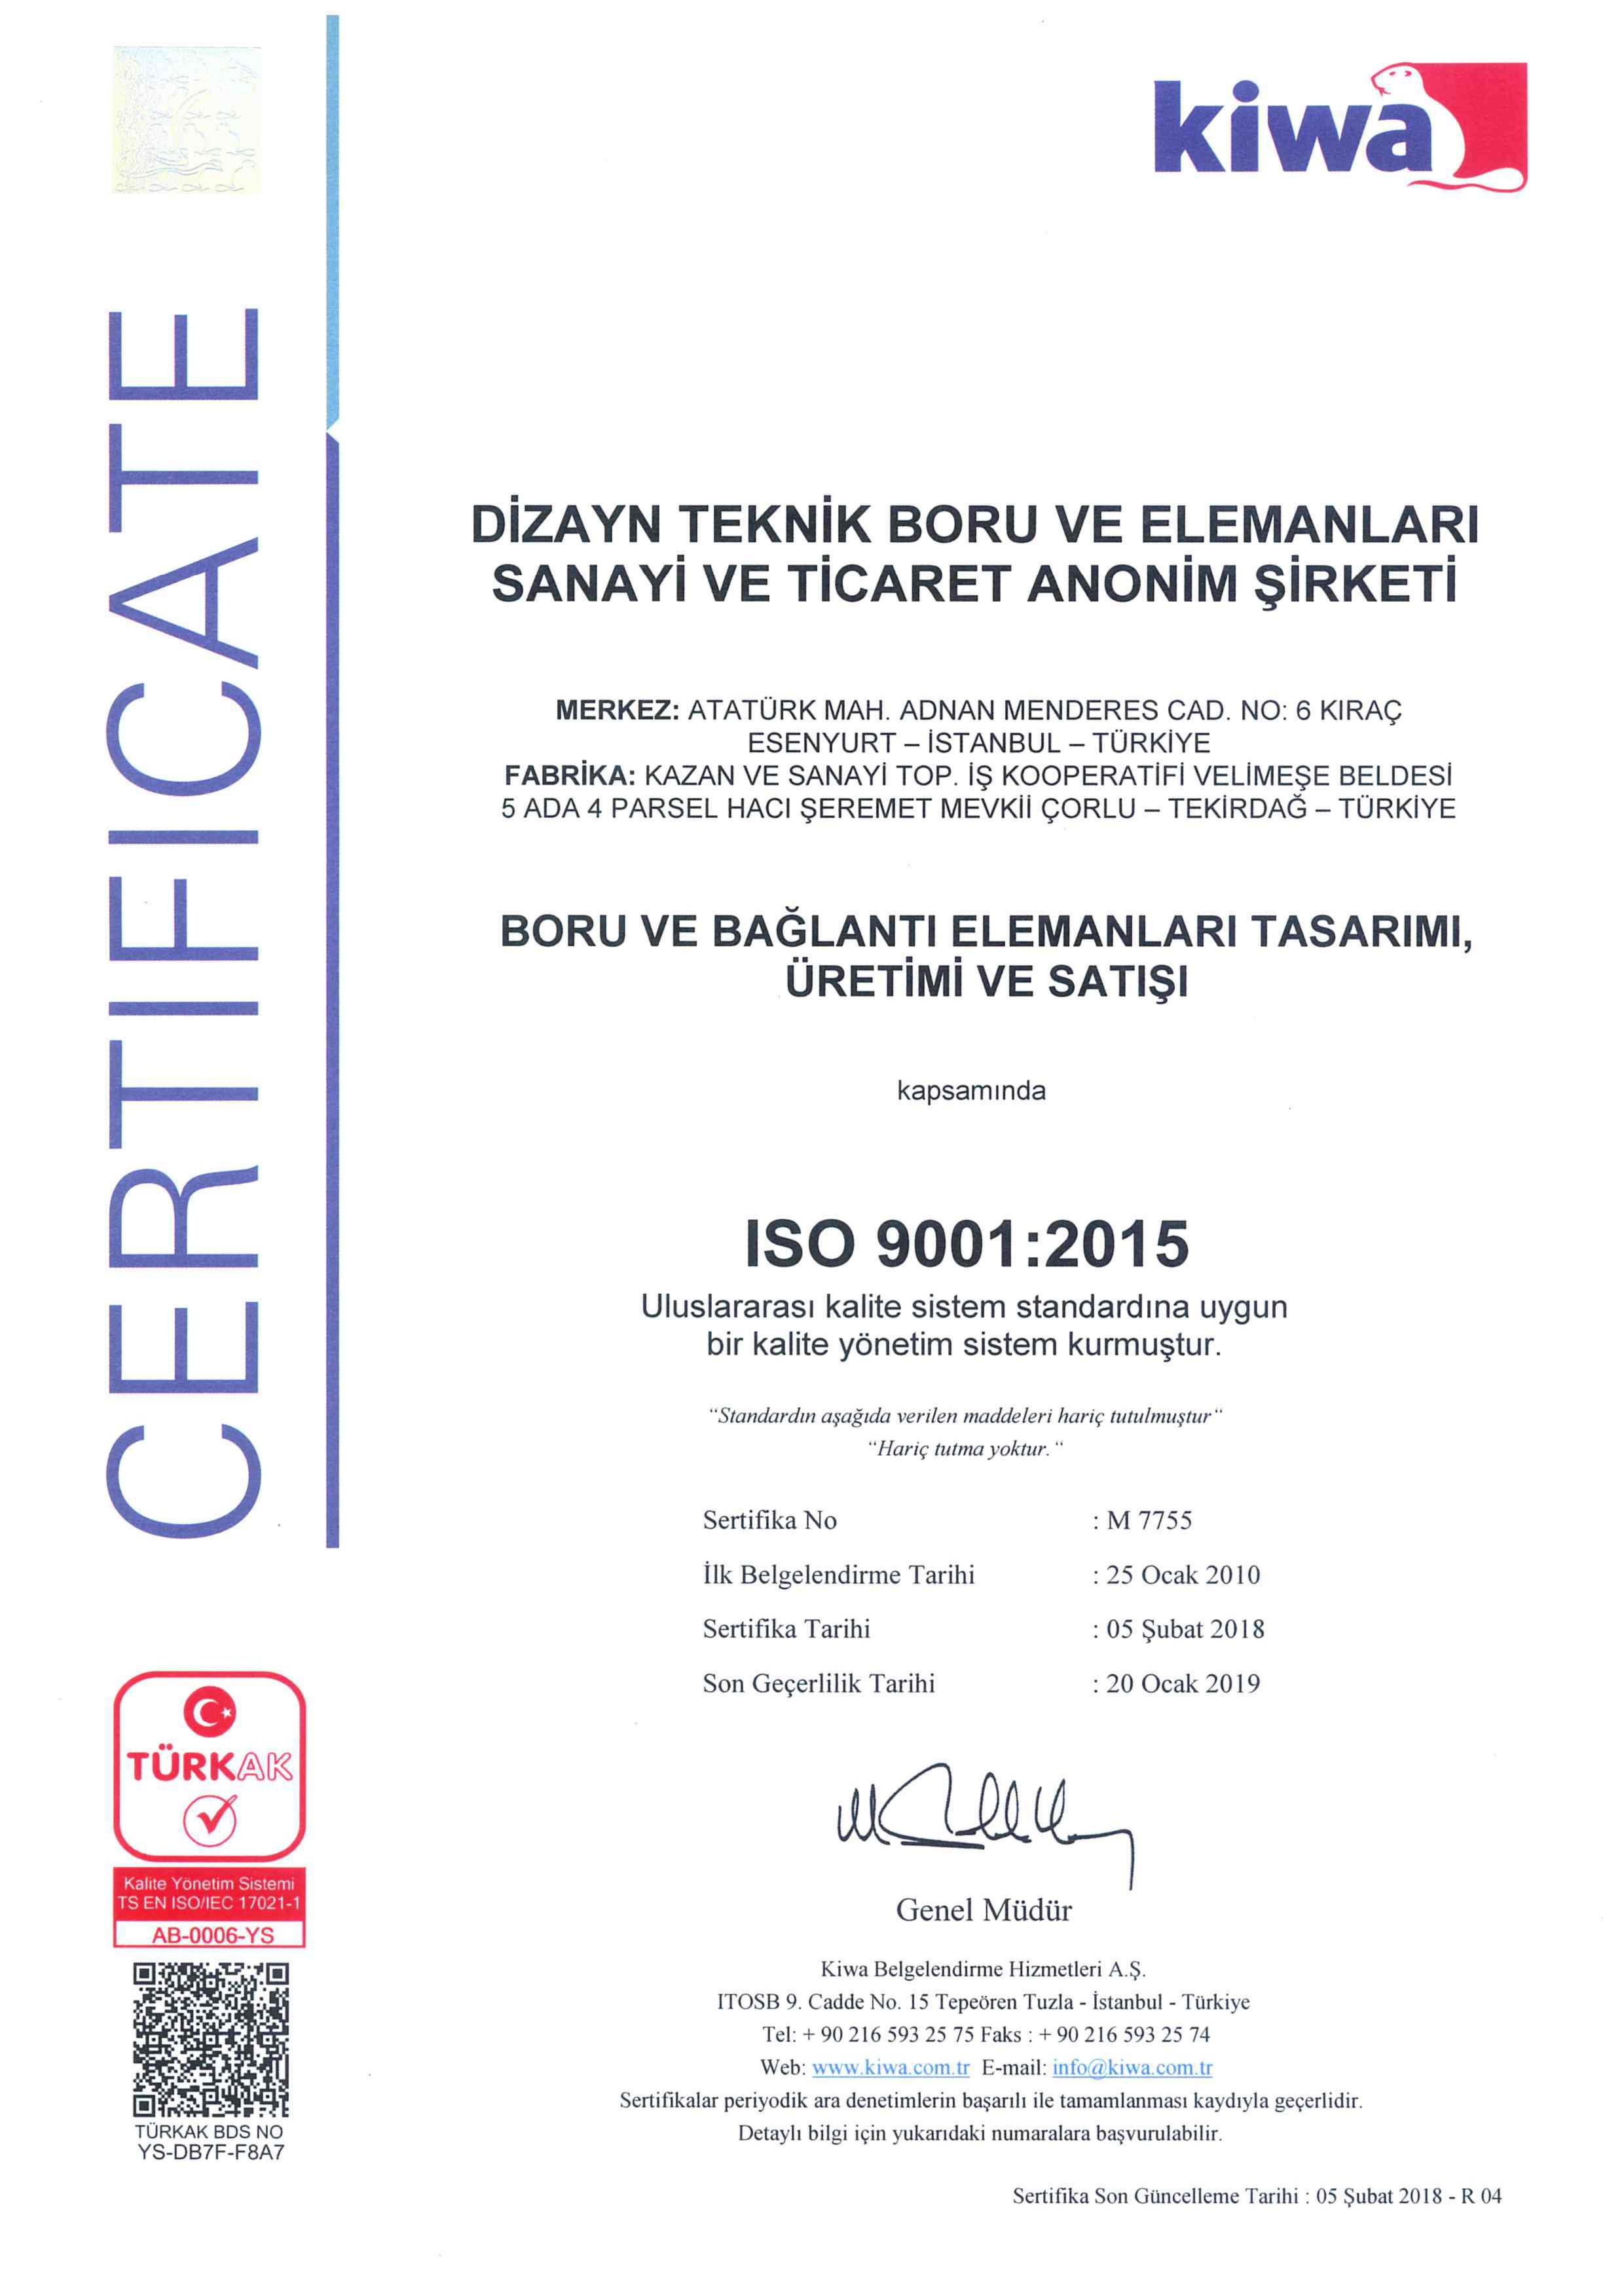 kiwa
CERTIFICATE
DİZAYN TEKNİK BORU VE ELEMANLARI
SANAYİ VE TİCARET ANONİM ŞİRKETİ
MERKEZ: ATATÜRK MAH. ADNAN MENDERES CAD. NO: 6 KIRAÇ
ESENYURT – İSTANBUL – TÜRKİYE
FABRİKA: KAZAN VE SANAYİ TOP. İŞ KOOPERATİFİ VELİMEŞE BELDESİ
5 ADA 4 PARSEL HACI ŞEREMET MEVKİİ ÇORLU – TEKİRDAĞ – TÜRKİYE
BORU VE BAĞLANTI ELEMANLARI TASARIMI,
ÜRETİMİ VE SATIŞI
kapsamında
ISO 9001:2015
Uluslararası kalite sistem standardına uygun
bir kalite yönetim sistem kurmuştur.
“Standardın aşağıda verilen maddeleri hariç tutulmuştur“
“Hariç tutma yoktur.“
Sertifika No : M 7755
İlk Belgelendirme Tarihi : 25 Ocak 2010
Sertifika Tarihi : 05 Şubat 2018
Son Geçerlilik Tarihi : 20 Ocak 2019
Genel Müdür
Kiwa Belgelendirme Hizmetleri A.Ş.
ITOSB 9. Cadde No. 15 Tepeören Tuzla - İstanbul - Türkiye
Tel: + 90 216 593 25 75 Faks : + 90 216 593 25 74
Web: www.kiwa.com.tr E-mail: info@kiwa.com.tr
Sertifikalar periyodik ara denetimlerin başarılı ile tamamlanması kaydıyla geçerlidir.
Detaylı bilgi için yukarıdaki numaralara başvurulabilir.
Sertifika Son Güncelleme Tarihi : 05 Şubat 2018 - R 04
TÜRKAK
Kalite Yönetim Sistemi
TS EN ISO/IEC 17021-1
AB-0006-YS
TÜRKAK BDS NO
YS-DB7F-F8A7